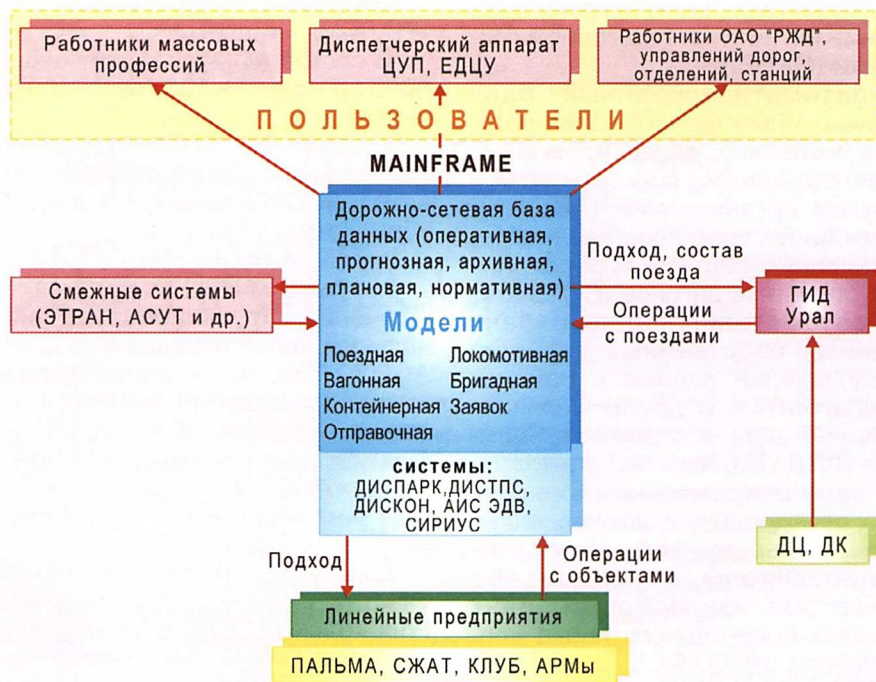 Работники массовых
профессий
Диспетчерский аппарат
ЦУП, ЕДЦУ
Работники ОАО "РЖД",
управлений дорог,
отделений, станций
ПОЛЬЗОВАТЕЛИ
MAINFRAME
Дорожно-сетевая база
данных (оперативная,
прогнозная, архивная,
плановая, нормативная)
Модели
Поездная Локомотивная
Вагонная Бригадная
Контейнерная Заявок
Отправочная
системы:
ДИСПАРК,ДИСТПС,
ДИСКОН, АИС ЭДВ,
СИРИУС
Смежные системы
(ЭТРАН, АСУТ и др.)
Подход, состав
поезда
Операции
с поездами
ГИД
Урал
ДЦ, ДК
Подход
Операции
с объектами
Линейные предприятия
ПАЛЬМА, СЖАТ, КЛУБ, АРМы